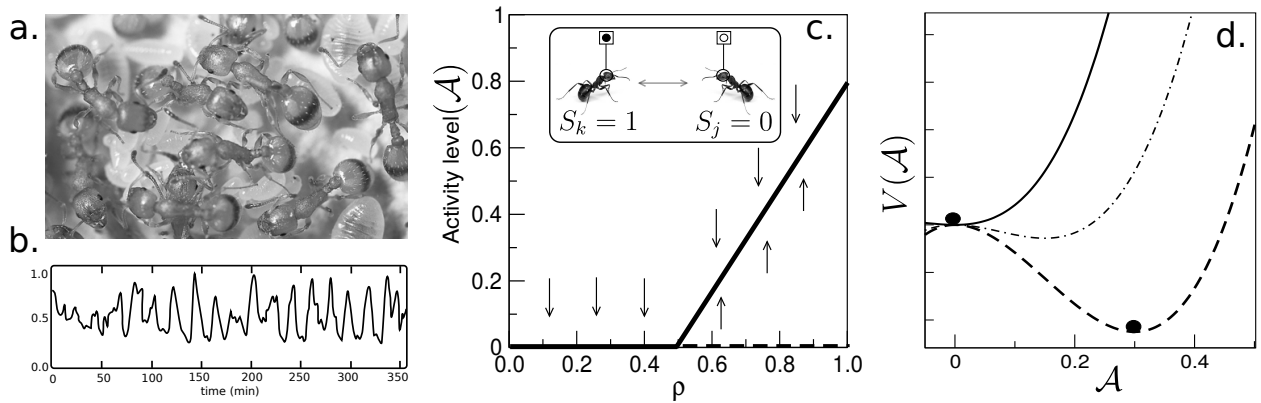 a.
b.
1.0
0.5
0.0
0 50 100 150 200 250 300 350
time (min)
c.
Activity level(𝒜)
1
0.8
0.6
0.4
0.2
0
S_k = 1 S_j = 0
0.0 0.2 0.4 0.6 0.8 1.0
ρ
d.
V(𝒜)
0 0.2 0.4
𝒜